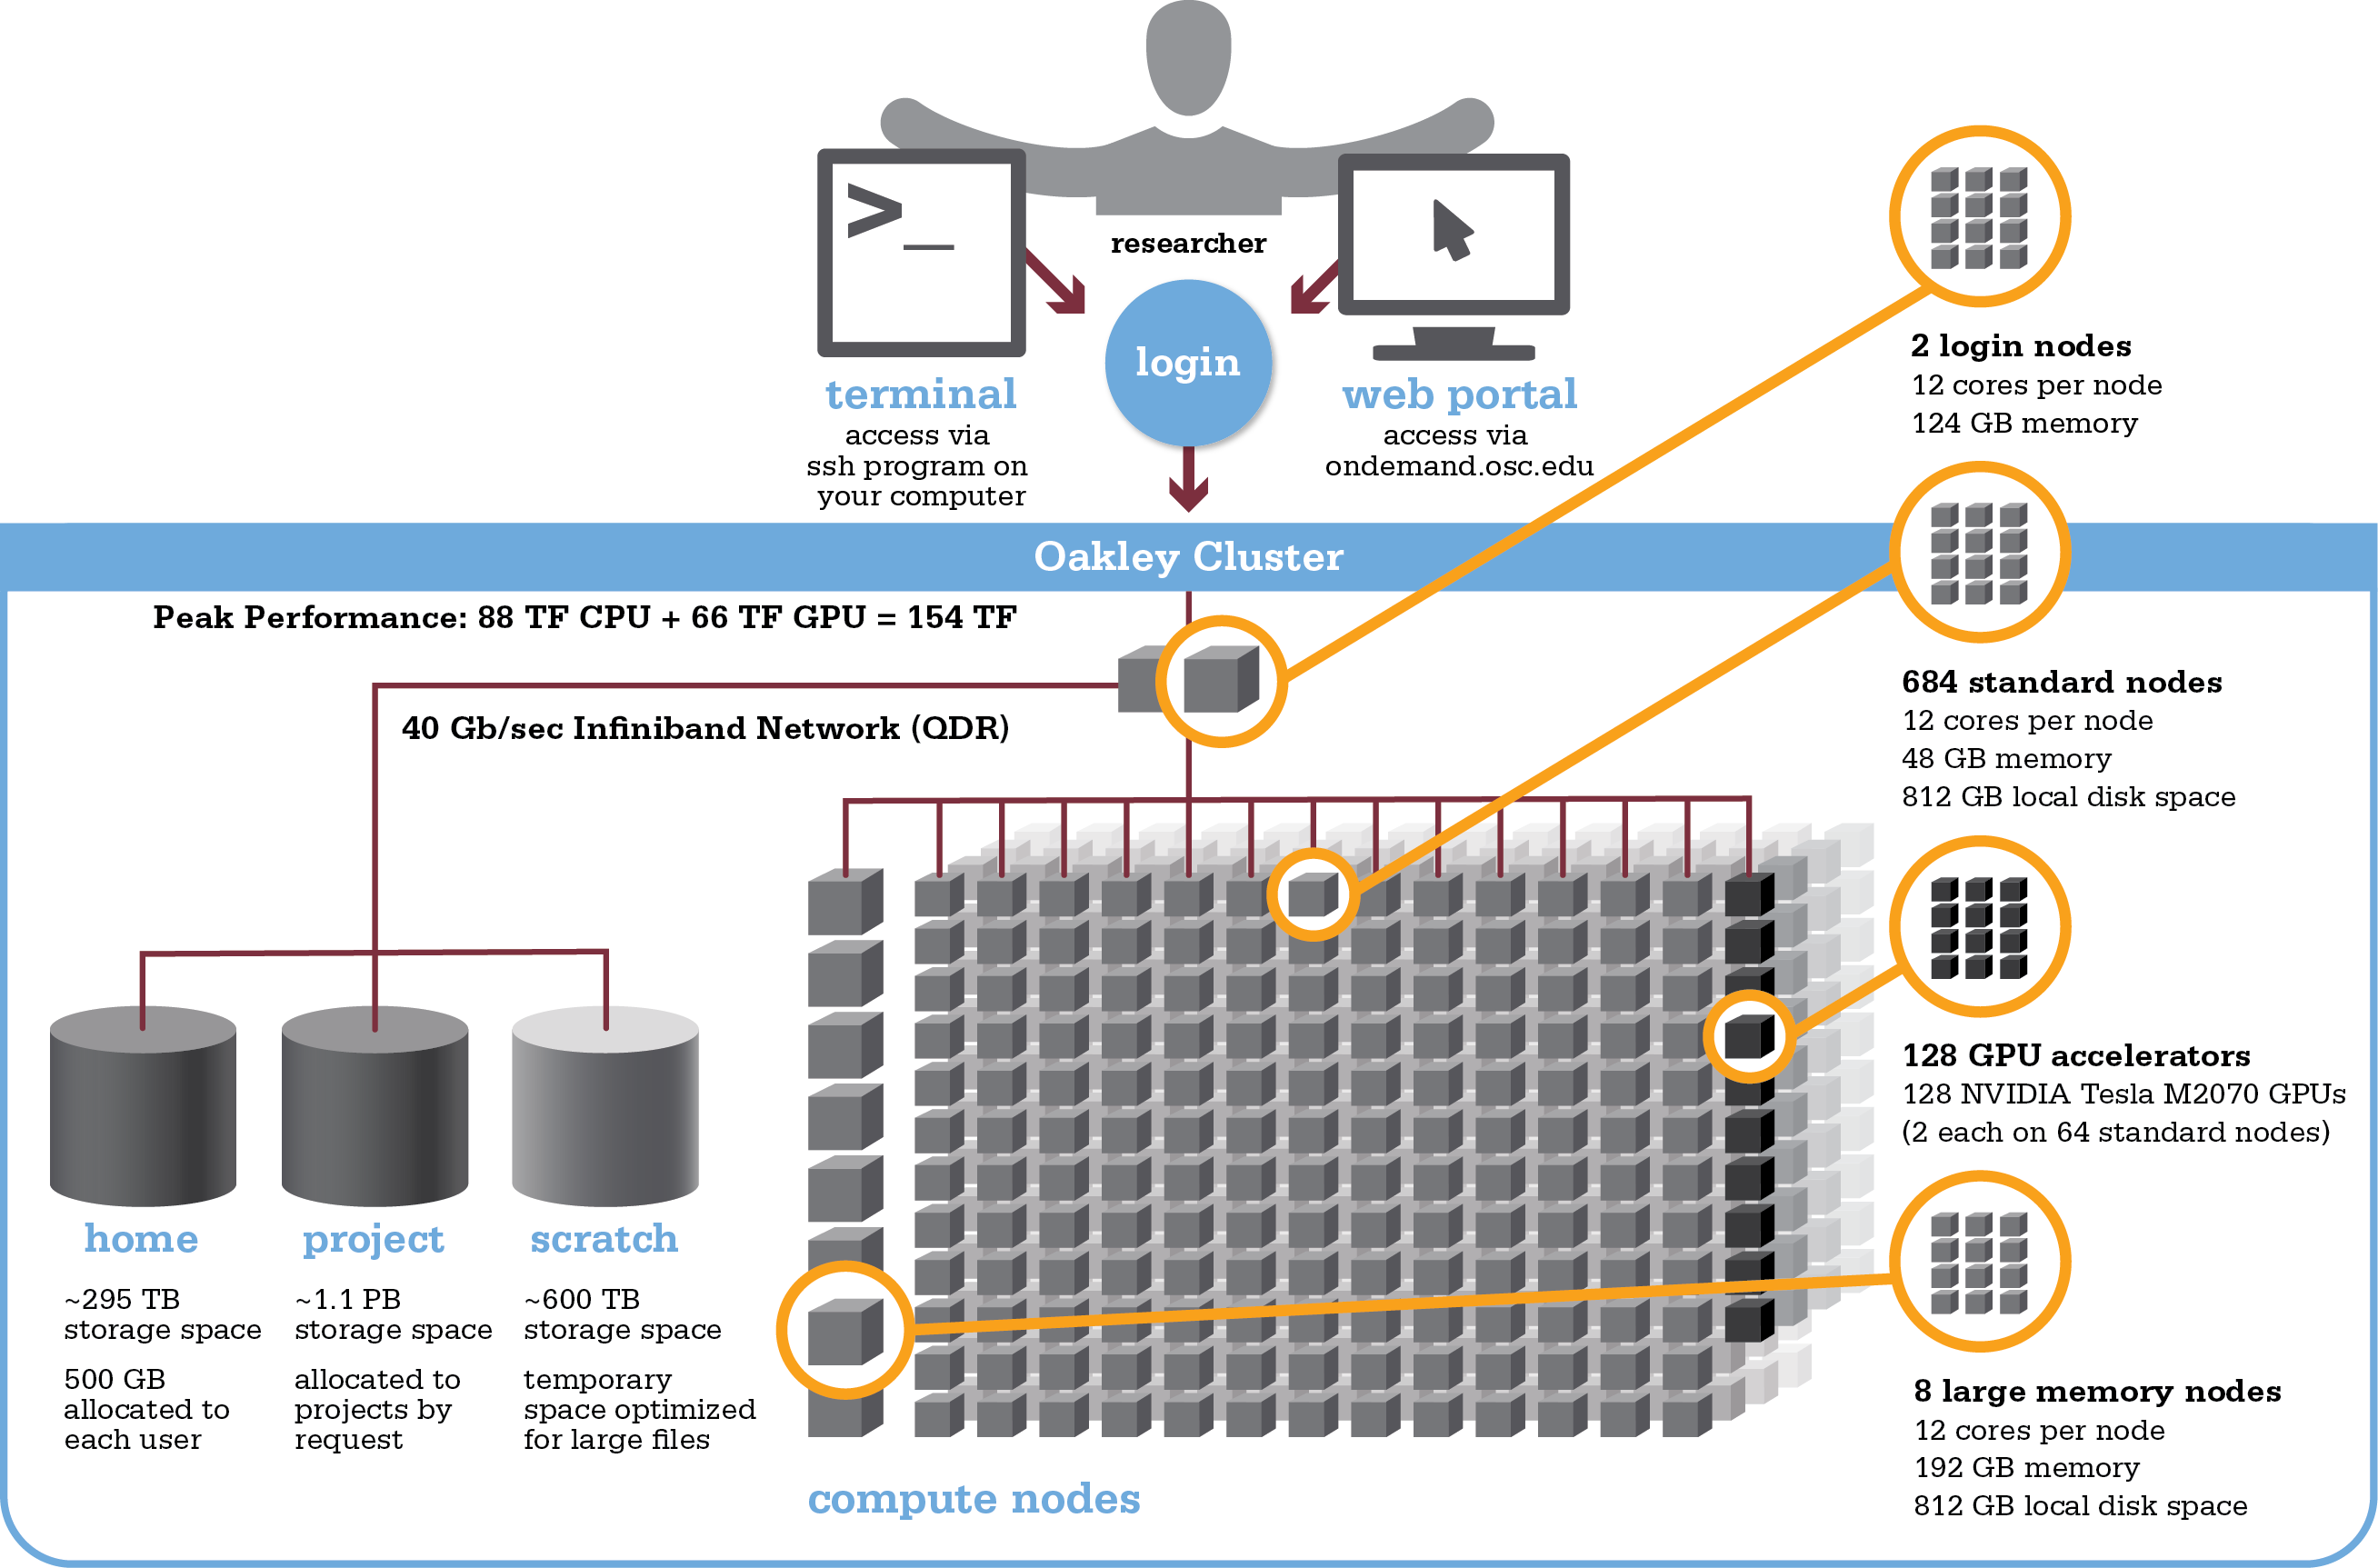 >_
researcher
login
terminal
access via
ssh program on
your computer
web portal
access via
ondemand.osc.edu
2 login nodes
12 cores per node
124 GB memory
Oakley Cluster
Peak Performance: 88 TF CPU + 66 TF GPU = 154 TF
40 Gb/sec Infiniband Network (QDR)
684 standard nodes
12 cores per node
48 GB memory
812 GB local disk space
128 GPU accelerators
128 NVIDIA Tesla M2070 GPUs
(2 each on 64 standard nodes)
home
~295 TB
storage space
500 GB
allocated to
each user
project
~1.1 PB
storage space
allocated to
projects by
request
scratch
~600 TB
storage space
temporary
space optimized
for large files
compute nodes
8 large memory nodes
12 cores per node
192 GB memory
812 GB local disk space